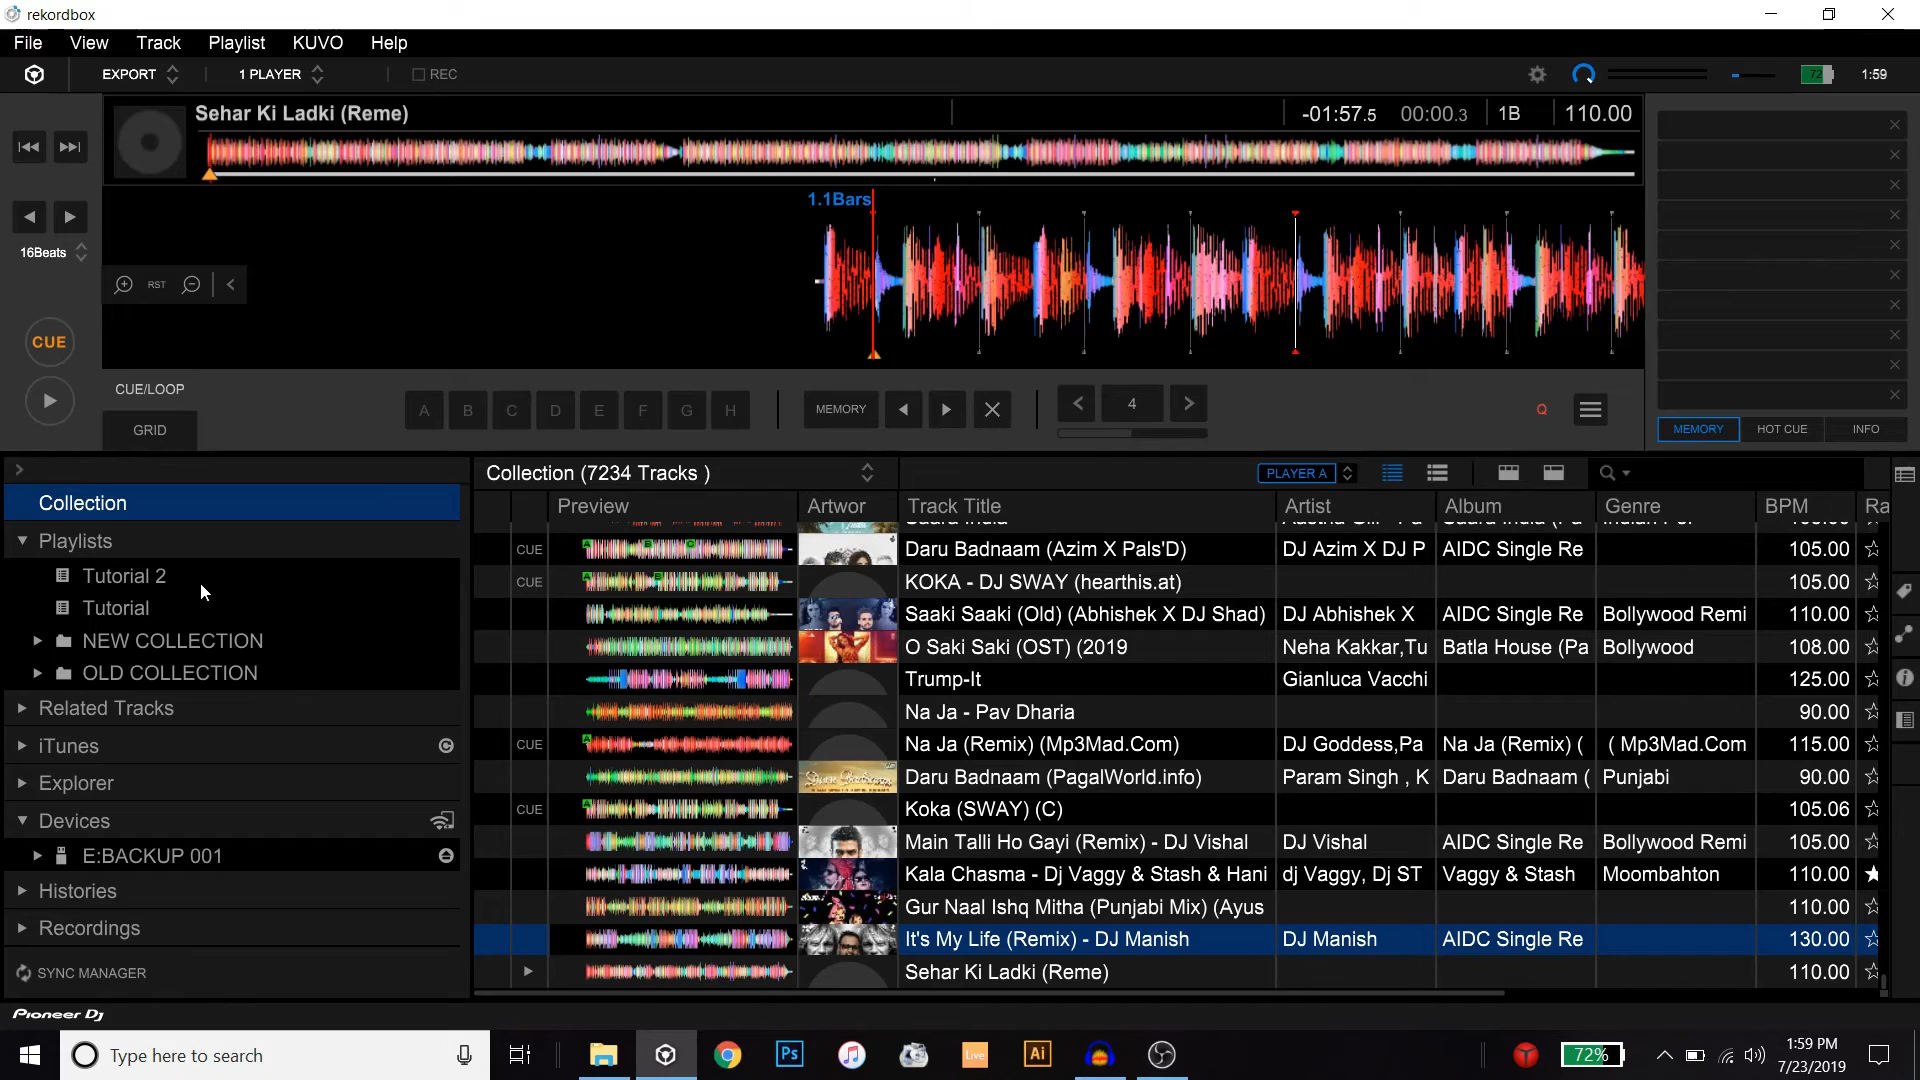 rekordbox
File View Track Playlist KUVO Help
EXPORT 1 PLAYER REC 72 1:59
Sehar Ki Ladki (Reme) -01:57.5 00:00.3 1B 110.00
1.1Bars
16Beats
RST
CUE
CUE/LOOP
GRID
A B C D E F G H MEMORY 4 Q
MEMORY HOT CUE INFO
Collection
Playlists
Tutorial 2
Tutorial
NEW COLLECTION
OLD COLLECTION
Related Tracks
iTunes
Explorer
Devices
E:BACKUP 001
Histories
Recordings
SYNC MANAGER
Collection (7234 Tracks ) PLAYER A
Preview Artwor Track Title Artist Album Genre BPM Ra
CUE A B C Daru Badnaam (Azim X Pals'D) DJ Azim X DJ P AIDC Single Re 105.00
CUE KOKA - DJ SWAY (hearthis.at) 105.00
Saaki Saaki (Old) (Abhishek X DJ Shad) DJ Abhishek X AIDC Single Re Bollywood Remi 110.00
O Saki Saki (OST) (2019 Neha Kakkar,Tu Batla House (Pa Bollywood 108.00
Trump-It Gianluca Vacchi 125.00
Na Ja - Pav Dharia 90.00
CUE Na Ja (Remix) (Mp3Mad.Com) DJ Goddess,Pa Na Ja (Remix) ( ( Mp3Mad.Com 115.00
Daru Badnaam (PagalWorld.info) Param Singh , K Daru Badnaam ( Punjabi 90.00
CUE Koka (SWAY) (C) 105.06
Main Talli Ho Gayi (Remix) - DJ Vishal DJ Vishal AIDC Single Re Bollywood Remi 105.00
Kala Chasma - Dj Vaggy & Stash & Hani dj Vaggy, Dj ST Vaggy & Stash Moombahton 110.00
Gur Naal Ishq Mitha (Punjabi Mix) (Ayus 110.00
It's My Life (Remix) - DJ Manish DJ Manish AIDC Single Re 130.00
Sehar Ki Ladki (Reme) 110.00
Pioneer Dj
Type here to search Ps Live Ai 72% 1:59 PM
7/23/2019